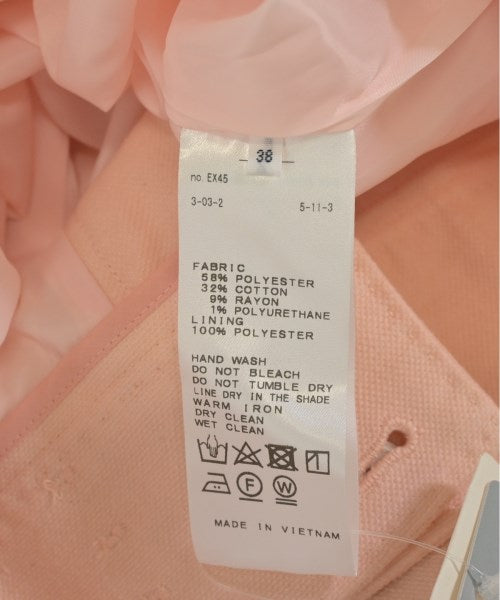 38
no. EX45
3-03-2 5-11-3
FABRIC
58% POLYESTER
32% COTTON
9% RAYON
1% POLYURETHANE
LINING
100% POLYESTER
HAND WASH
DO NOT BLEACH
DO NOT TUMBLE DRY
LINE DRY IN THE SHADE
WARM IRON
DRY CLEAN
WET CLEAN
F W
MADE IN VIETNAM